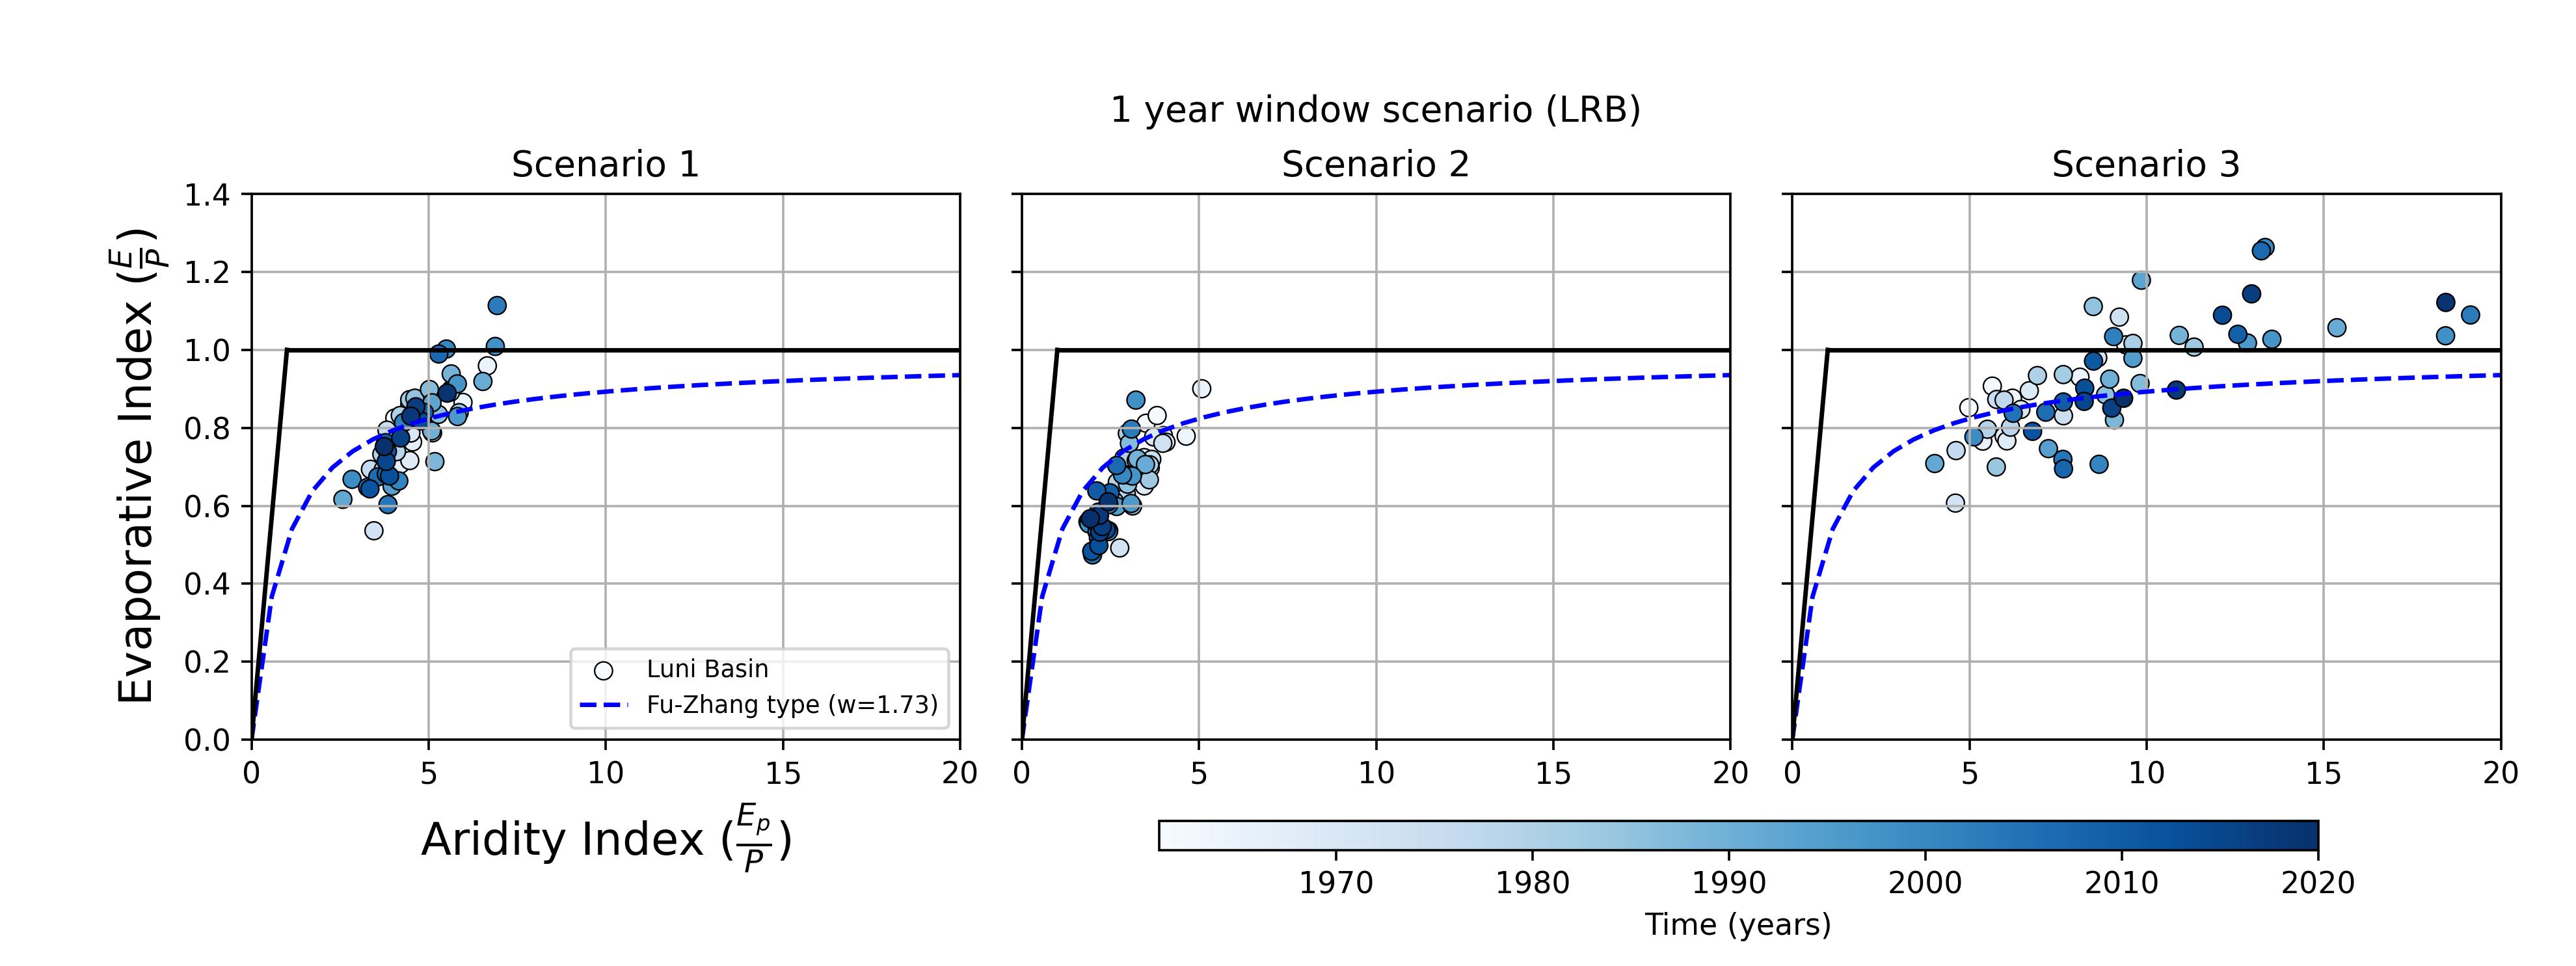 1 year window scenario (LRB)
Scenario 1
Scenario 2
Scenario 3
Evaporative Index (E/P)
1.4
1.2
1.0
0.8
0.6
0.4
0.2
0.0
Luni Basin
Fu-Zhang type (w=1.73)
0 5 10 15 20
0 5 10 15 20
0 5 10 15 20
Aridity Index (Ep/P)
1970 1980 1990 2000 2010 2020
Time (years)